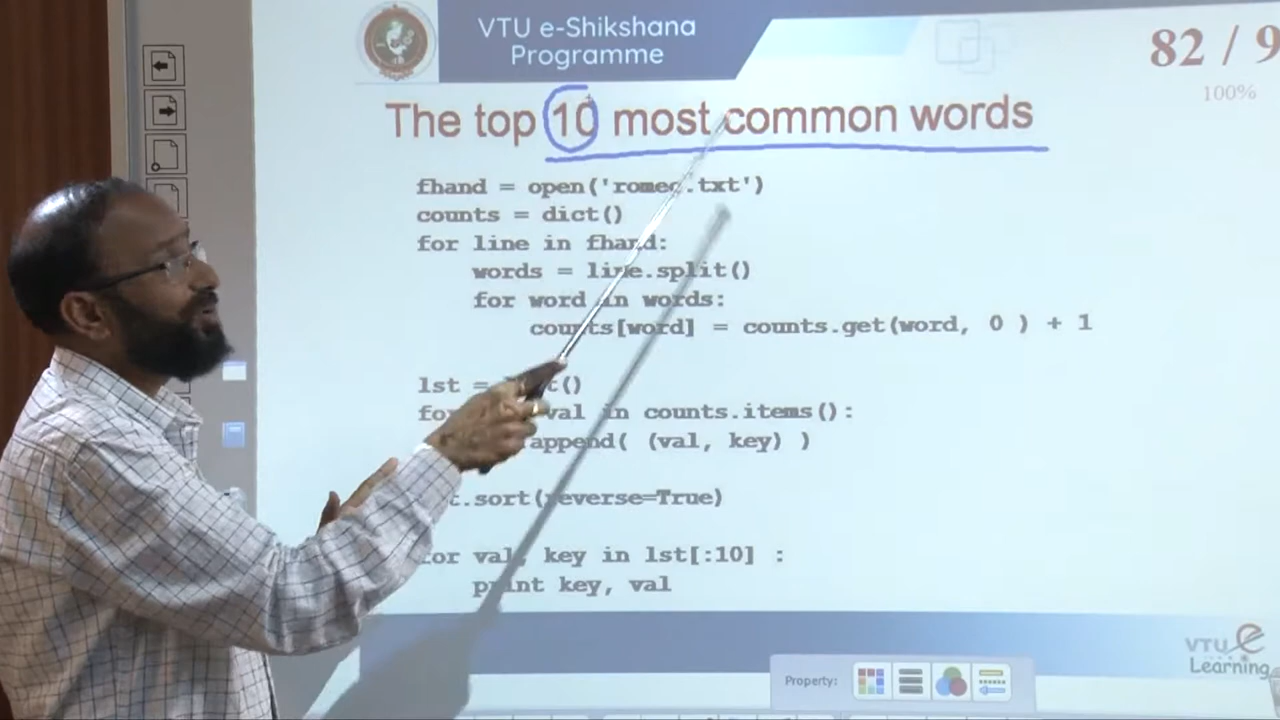 VTU e-Shikshana
Programme
82 / 9
100%
The top 10 most common words
fhand = open('romeo.txt')
counts = dict()
for line in fhand:
words = line.split()
for word in words:
counts[word] = counts.get(word, 0 ) + 1
lst = ()
val in counts.items():
append( (val, key) )
.sort(reverse=True)
for val, key in lst[:10] :
print key, val
VTU e
Learning
Property: